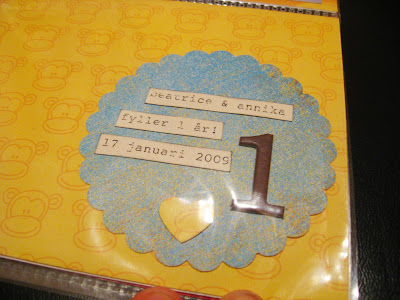 beatrice & annika
fyller 1 år!
17 januari 2009
1